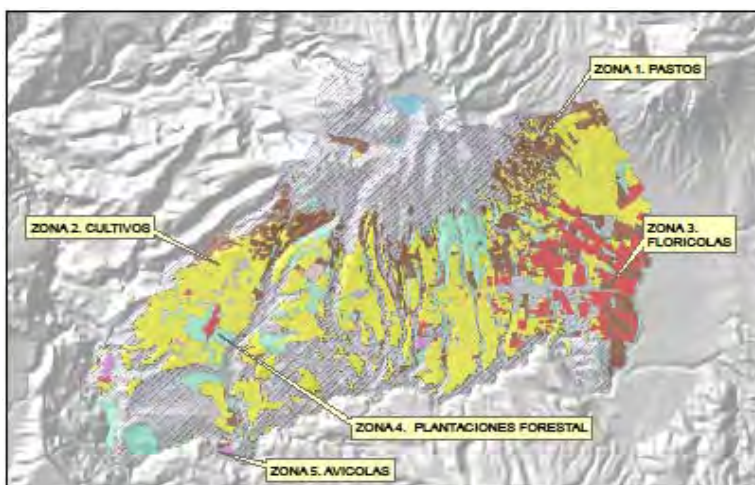 ZONA 1. PASTOS
ZONA 2. CULTIVOS
ZONA 3.
FLORICOLAS
ZONA 4. PLANTACIONES FORESTAL
ZONA 5. AVICOLAS